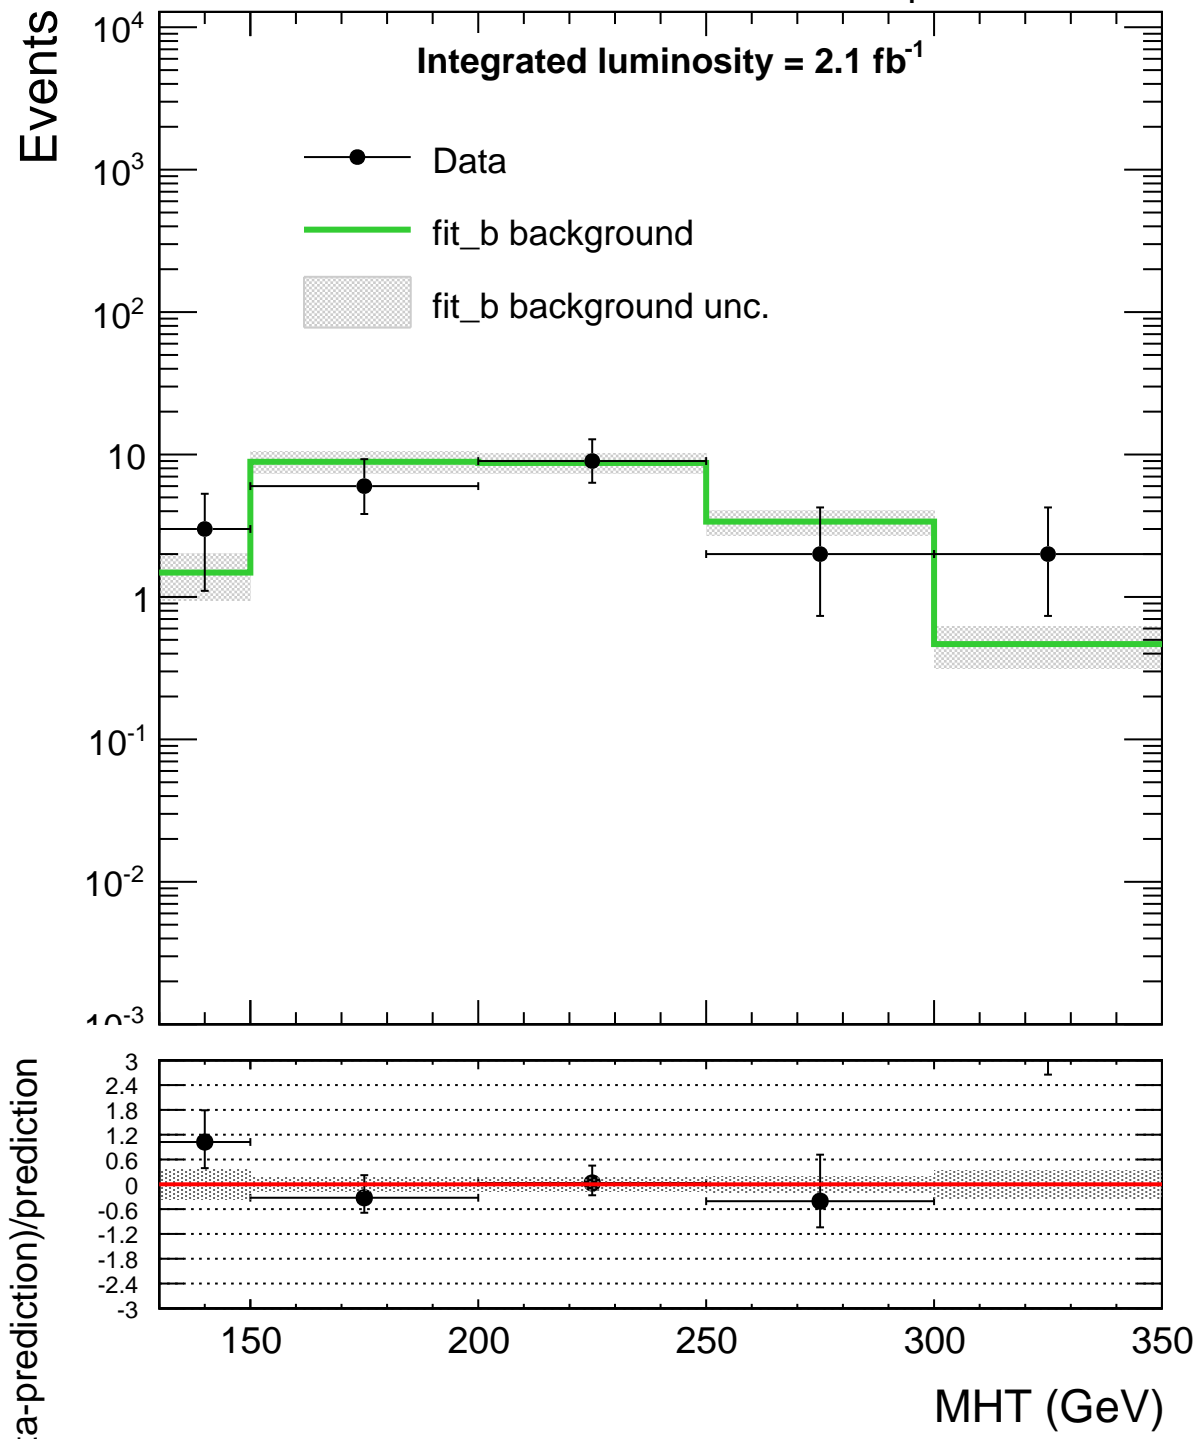 Events
10⁴
10³
10²
10
1
10⁻¹
10⁻²
10⁻³
Integrated luminosity = 2.1 fb⁻¹
Data
fit_b background
fit_b background unc.
ta-prediction)/prediction
3
2.4
1.8
1.2
0.6
0
-0.6
-1.2
-1.8
-2.4
-3
150 200 250 300 350
MHT (GeV)